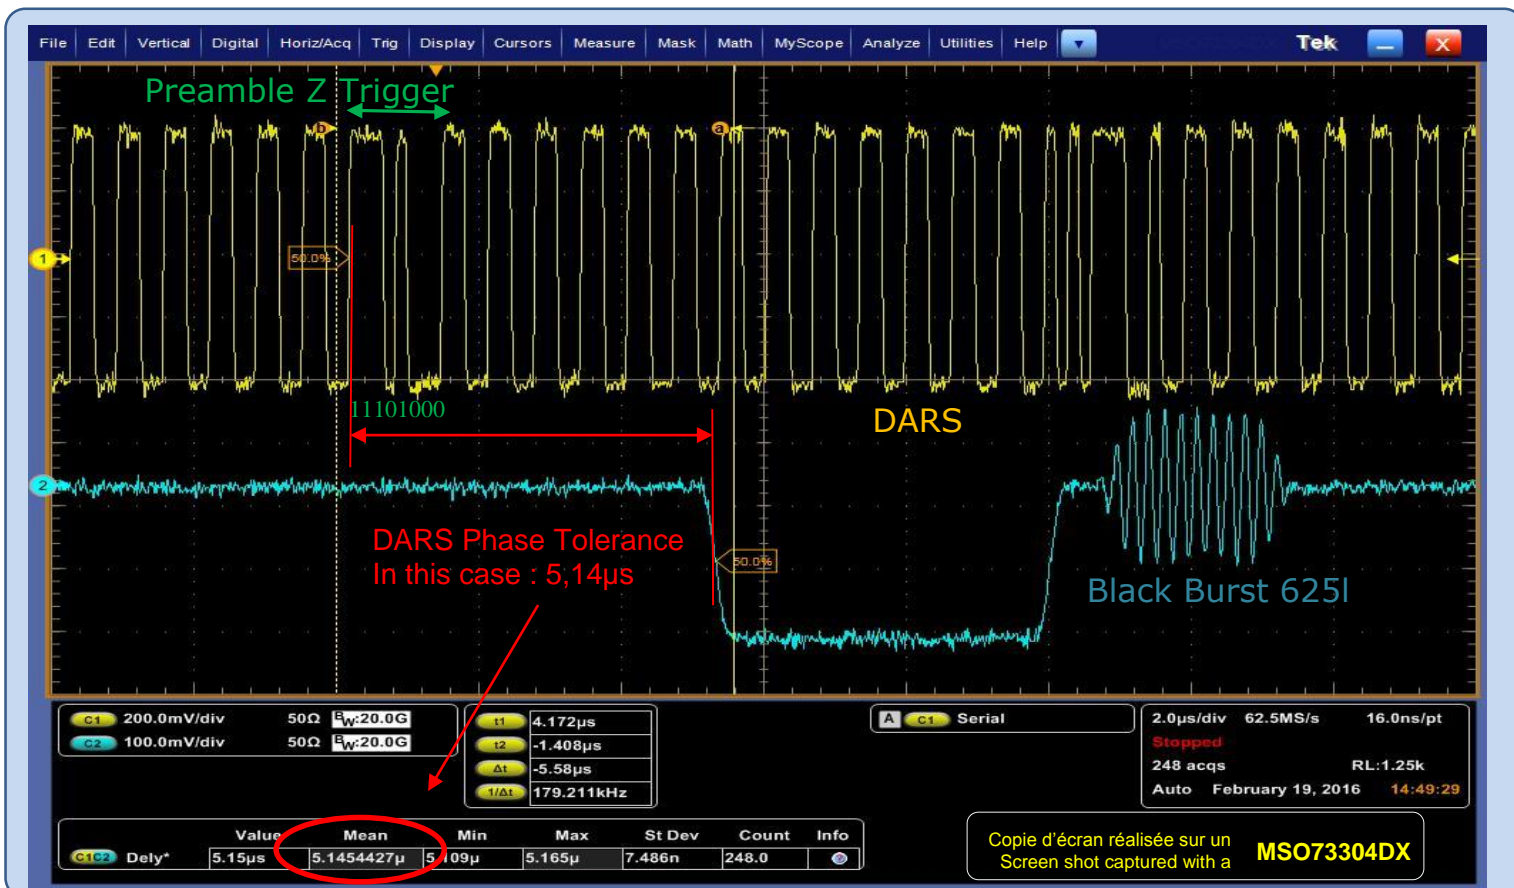 File Edit Vertical Digital Horiz/Acq Trig Display Cursors Measure Mask Math MyScope Analyze Utilities Help Tek X
Preamble Z Trigger
b a
50.0%
1
11101000
DARS
2
DARS Phase Tolerance
In this case : 5,14µs
50.0%
Black Burst 625l
C1 200.0mV/div 50Ω BW:20.0G
C2 100.0mV/div 50Ω BW:20.0G
t1 4.172µs
t2 -1.408µs
Δt -5.58µs
1/Δt 179.211kHz
A C1 Serial
2.0µs/div 62.5MS/s 16.0ns/pt
Stopped
248 acqs RL:1.25k
Auto February 19, 2016 14:49:29
Value Mean Min Max St Dev Count Info
C1C2 Dely* 5.15µs 5.1454427µ 5.109µ 5.165µ 7.486n 248.0
Copie d'écran réalisée sur un
Screen shot captured with a MSO73304DX